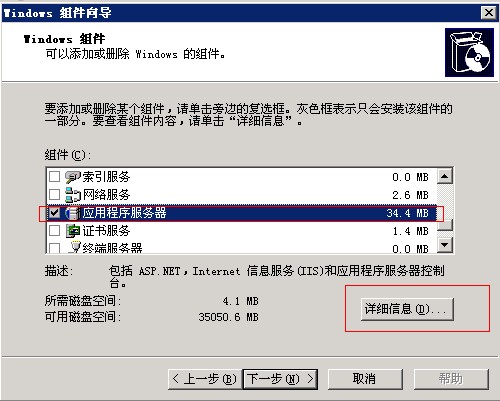 Windows 组件向导
Windows 组件
可以添加或删除 Windows 的组件。
要添加或删除某个组件，请单击旁边的复选框。灰色框表示只会安装该组件的
一部分。要查看组件内容，请单击“详细信息”。
组件(C):
索引服务 0.0 MB
网络服务 2.6 MB
应用程序服务器 34.4 MB
证书服务 1.4 MB
终端服务器 0.0 MB
描述: 包括 ASP.NET，Internet 信息服务(IIS)和应用程序服务器控制
台。
所需磁盘空间: 4.1 MB
可用磁盘空间: 35050.6 MB
详细信息(D)...
< 上一步(B) 下一步(N) > 取消 帮助